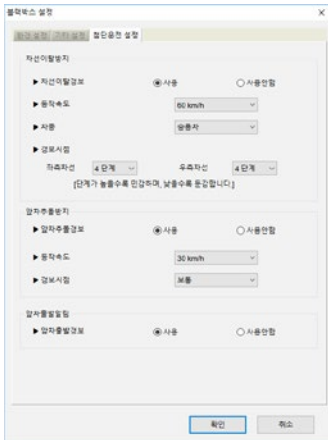 블랙박스 설정
환경 설정 기타 설정 첨단운전 설정
차선이탈방지
▶ 차선이탈경보 사용 사용안함
▶ 동작속도 60 km/h
▶ 차종 승용차
▶ 경보시점
좌측차선 4 단계 우측차선 4 단계
[단계가 높을수록 민감하며, 낮을수록 둔감합니다.]
앞차추돌방지
▶ 앞차추돌경보 사용 사용안함
▶ 동작속도 30 km/h
▶ 경보시점 보통
앞차출발알림
▶ 앞차출발경보 사용 사용안함
확인 취소